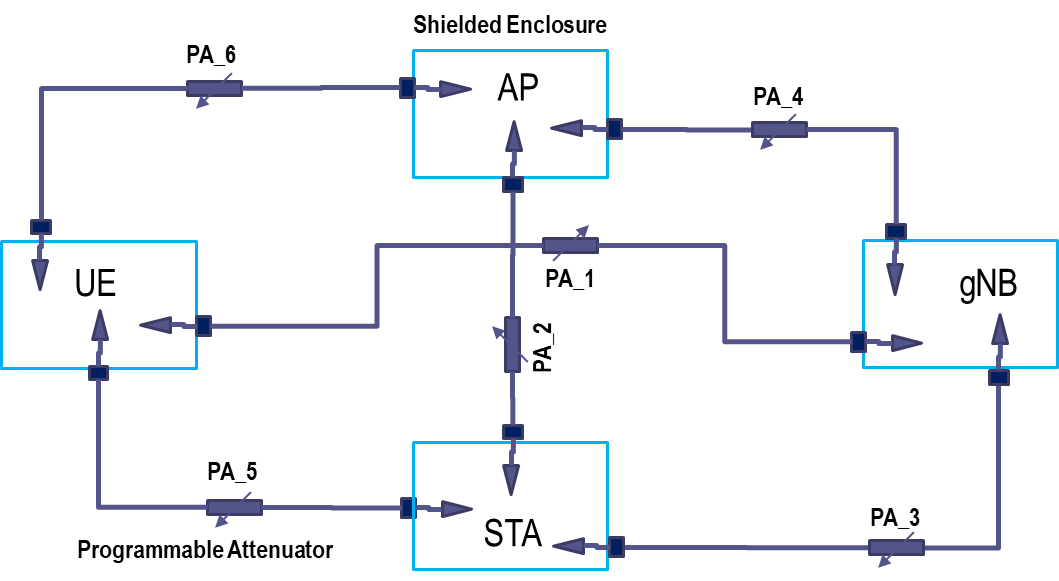 Shielded Enclosure
PA_6
AP
PA_4
UE
PA_1
gNB
PA_2
PA_5
STA
PA_3
Programmable Attenuator